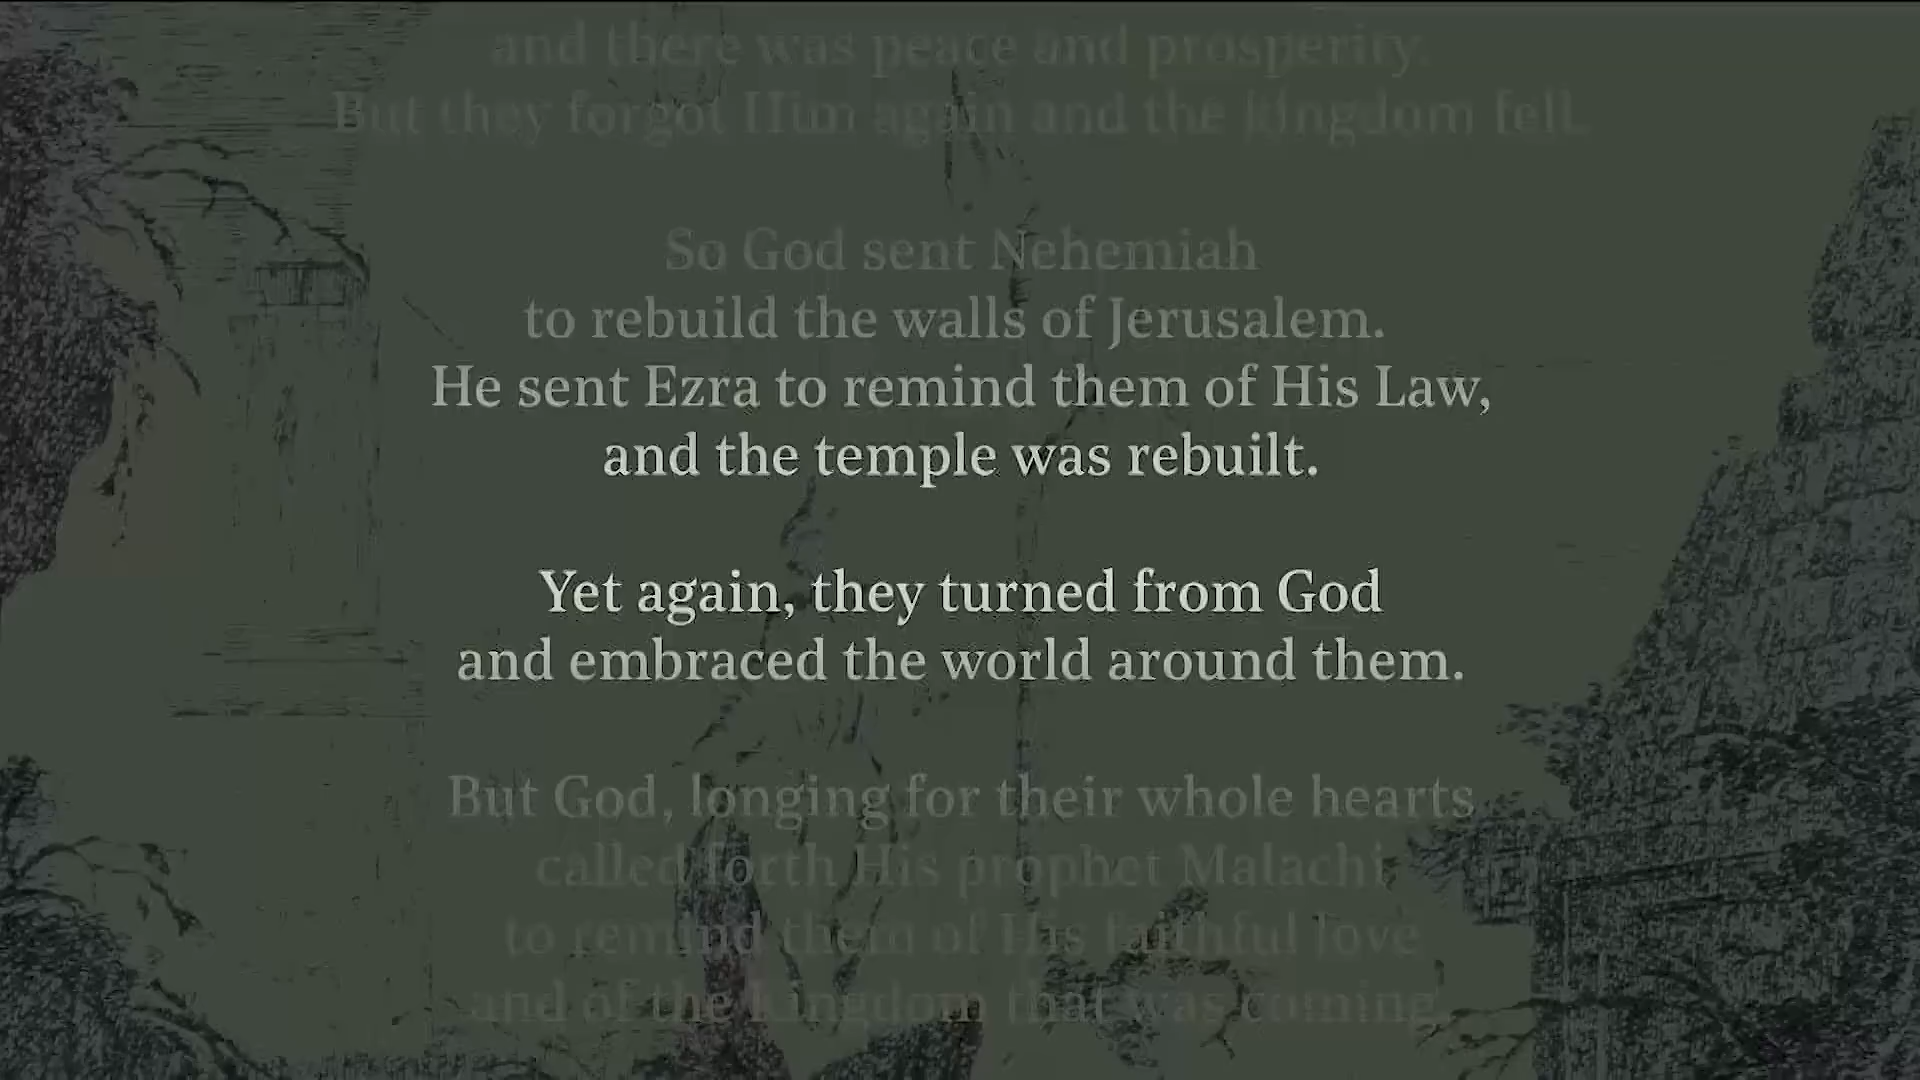 and there was peace and prosperity.
But they forgot Him again and the kingdom fell.
So God sent Nehemiah
to rebuild the walls of Jerusalem.
He sent Ezra to remind them of His Law,
and the temple was rebuilt.
Yet again, they turned from God
and embraced the world around them.
But God, longing for their whole hearts
called forth His prophet Malachi
to remind them of His faithful love
and of the kingdom that was coming